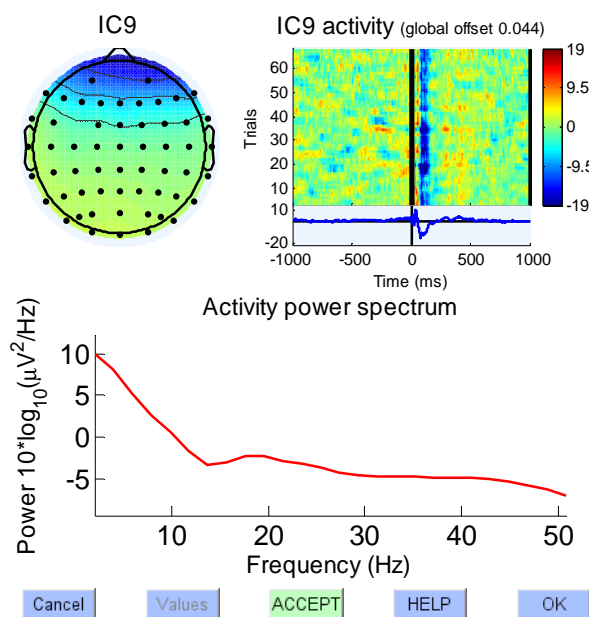 IC9
IC9 activity (global offset 0.044)
Trials
60
50
40
30
20
10
19
9.5
0
-9.5
-19
10
-20
-1000 -500 0 500 1000
Time (ms)
Activity power spectrum
Power 10*log10(μV2/Hz)
10
5
0
-5
10 20 30 40 50
Frequency (Hz)
Cancel Values ACCEPT HELP OK